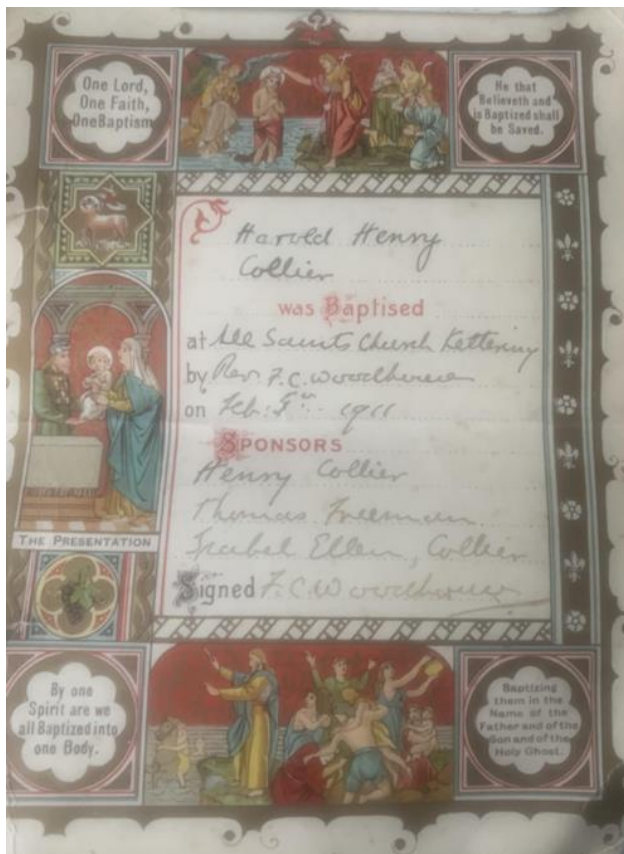 One Lord,
One Faith,
One Baptism
He that
Believeth and
is Baptized shall
be Saved.
Harold Henry
Collier
was Baptised
at All Saints Church Kettering
by Rev. F.C. Woodhouse
on Feb: 1911
SPONSORS
Henry Collier
Thomas Freeman
Isabel Ellen, Collier
Signed F.C. Woodhouse
THE PRESENTATION
By one
Spirit are we
all Baptized into
one Body.
Baptizing
them in the
Name of the
Father and of the
Son and of the
Holy Ghost.